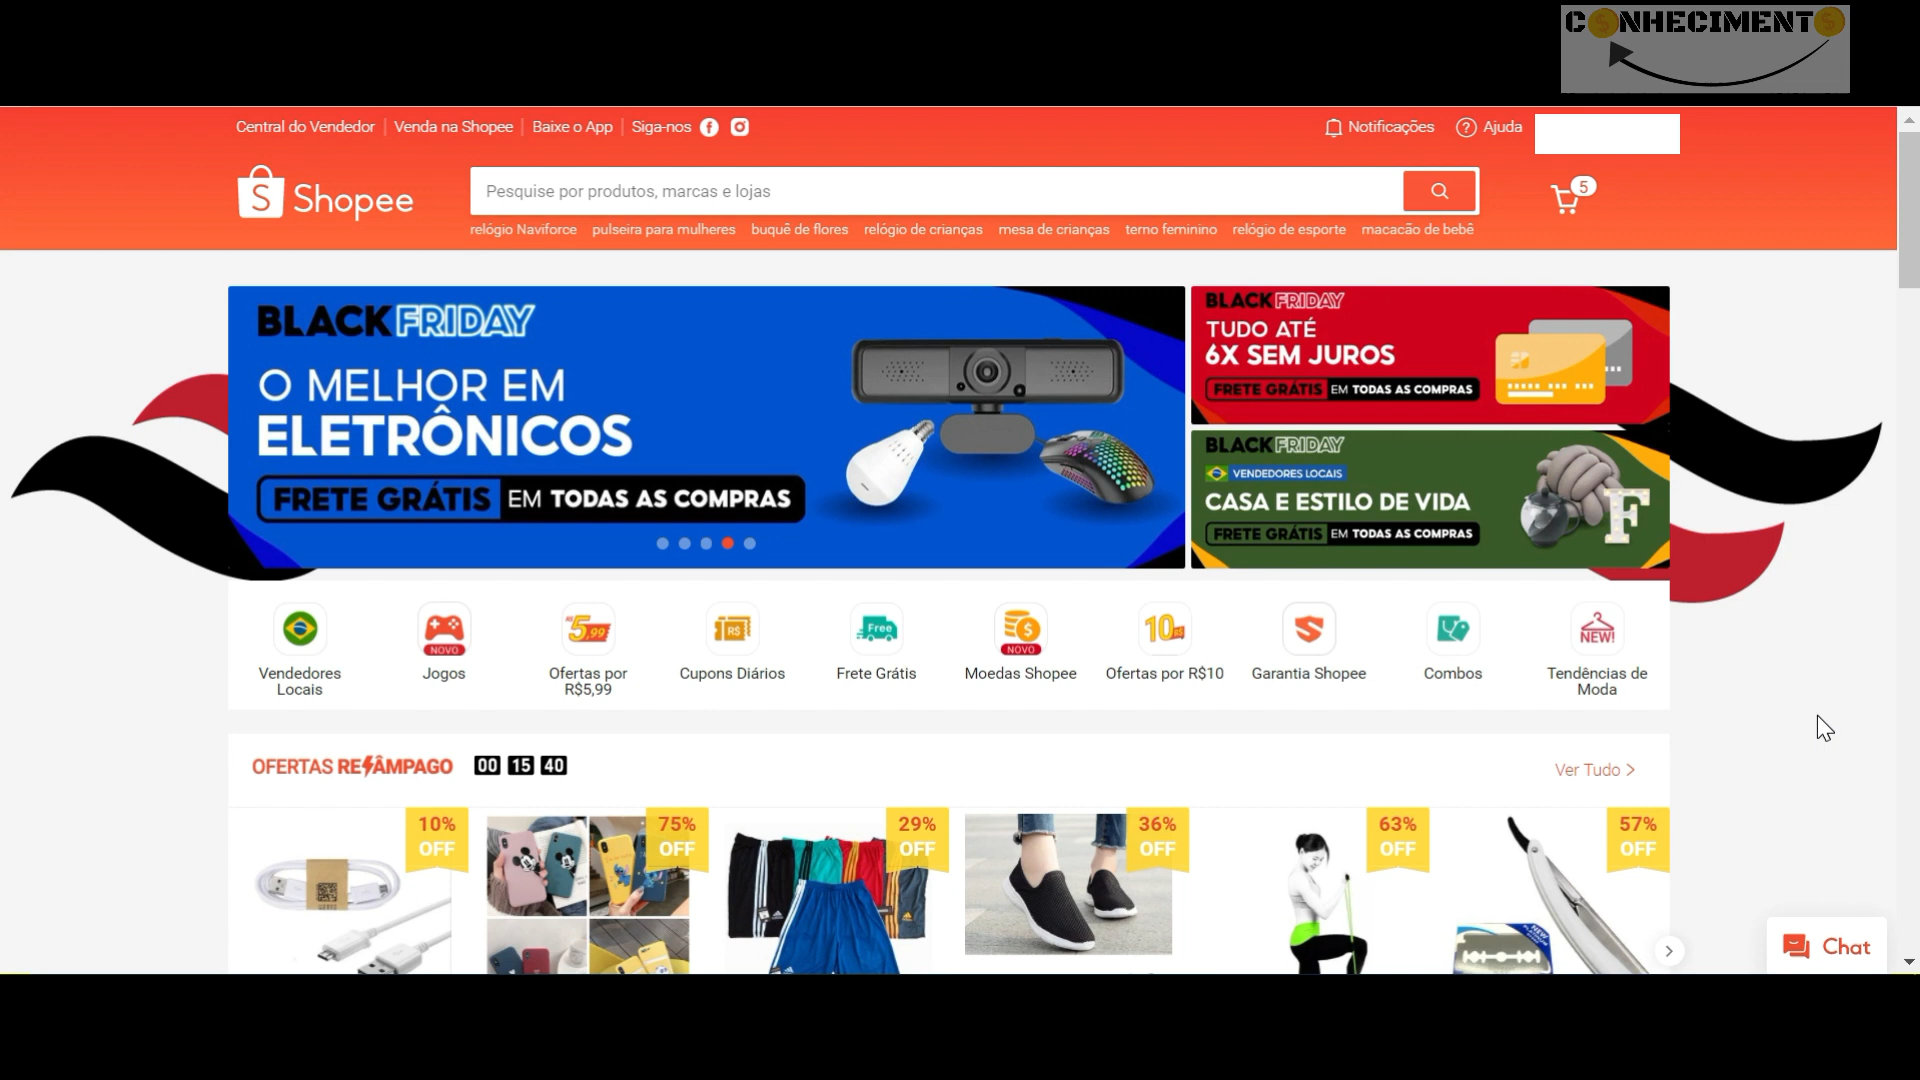 CONHECIMENTO
Central do Vendedor
Venda na Shopee
Baixe o App
Siga-nos
Notificações
Ajuda
Shopee
Pesquise por produtos, marcas e lojas
5
relógio Naviforce
pulseira para mulheres
buquê de flores
relógio de crianças
mesa de crianças
terno feminino
relógio de esporte
macacão de bebê
BLACK FRIDAY
O MELHOR EM
ELETRÔNICOS
FRETE GRÁTIS EM TODAS AS COMPRAS
BLACK FRIDAY
TUDO ATÉ
6X SEM JUROS
FRETE GRÁTIS EM TODAS AS COMPRAS
BLACK FRIDAY
VENDEDORES LOCAIS
CASA E ESTILO DE VIDA
FRETE GRÁTIS EM TODAS AS COMPRAS
F
NOVO
R$ 5,99
R$
Free
NOVO
10 R$
NEW!
Vendedores
Locais
Jogos
Ofertas por
R$5,99
Cupons Diários
Frete Grátis
Moedas Shopee
Ofertas por R$10
Garantia Shopee
Combos
Tendências de
Moda
OFERTAS RELÂMPAGO
00 15 40
Ver Tudo
10%
OFF
75%
OFF
29%
OFF
36%
OFF
63%
OFF
57%
OFF
NEW
Chat